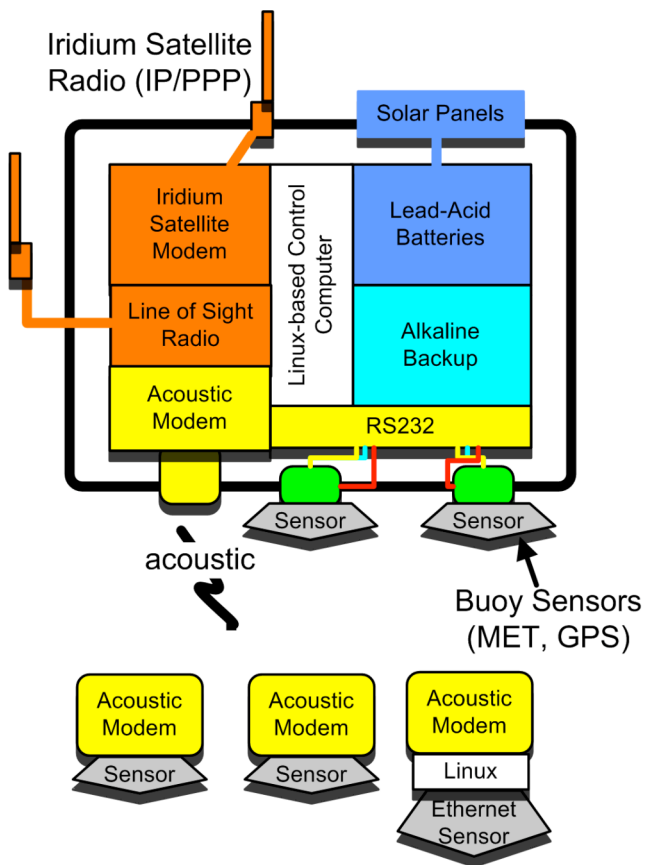 Iridium Satellite
Radio (IP/PPP)
Solar Panels
Iridium
Satellite
Modem
Linux-based Control
Computer
Lead-Acid
Batteries
Line of Sight
Radio
Alkaline
Backup
Acoustic
Modem
RS232
Sensor
Sensor
acoustic
Buoy Sensors
(MET, GPS)
Acoustic
Modem
Sensor
Acoustic
Modem
Sensor
Acoustic
Modem
Linux
Ethernet
Sensor